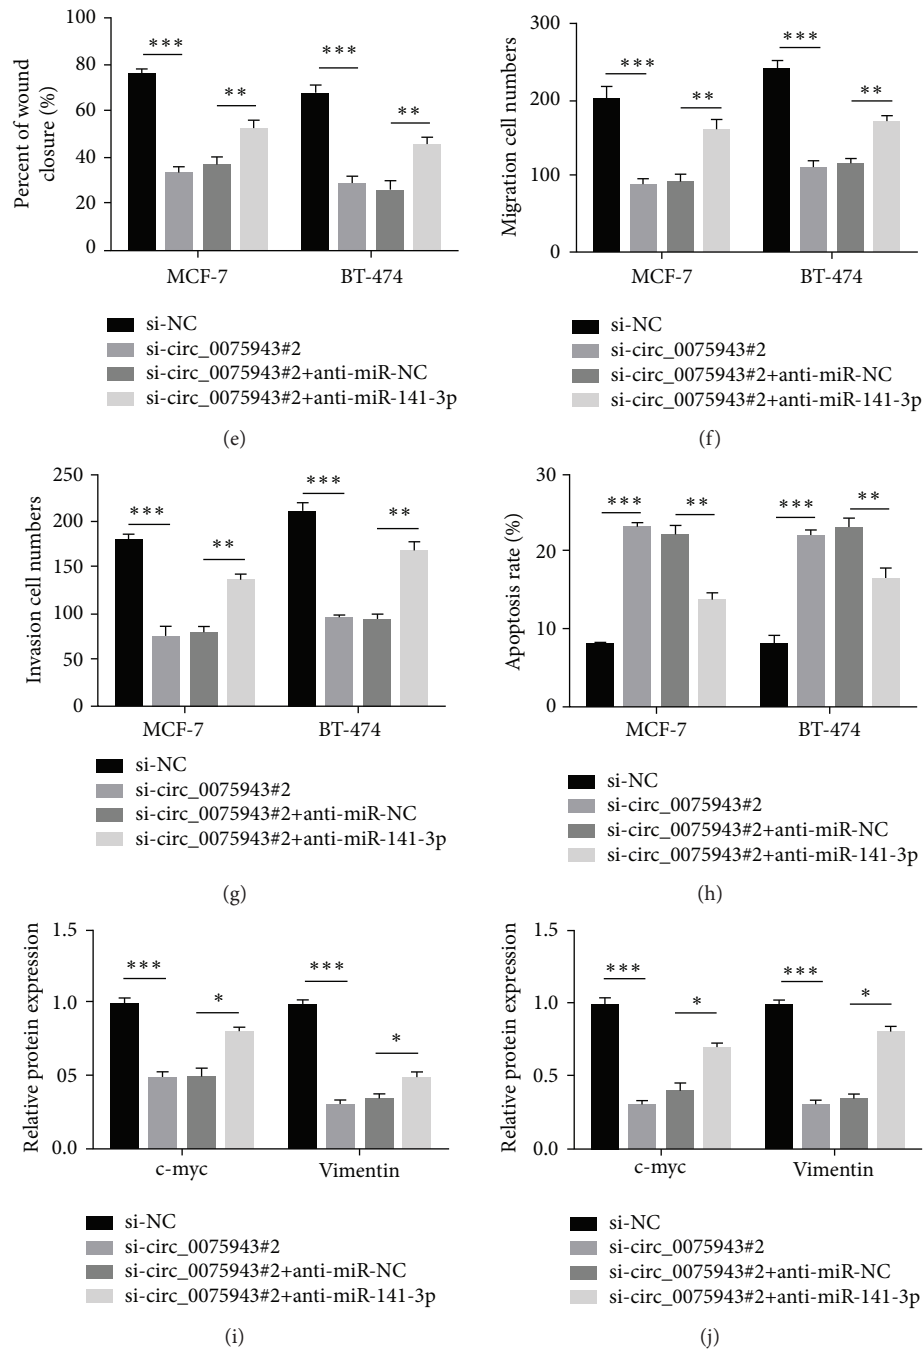 100
80
60
40
20
0
Percent of wound
closure (%)
***
**
***
**
MCF-7
BT-474
si-NC
si-circ_0075943#2
si-circ_0075943#2+anti-miR-NC
si-circ_0075943#2+anti-miR-141-3p
(e)
300
200
100
0
Migration cell numbers
***
**
***
**
MCF-7
BT-474
si-NC
si-circ_0075943#2
si-circ_0075943#2+anti-miR-NC
si-circ_0075943#2+anti-miR-141-3p
(f)
250
200
150
100
50
0
Invasion cell numbers
***
**
***
**
MCF-7
BT-474
si-NC
si-circ_0075943#2
si-circ_0075943#2+anti-miR-NC
si-circ_0075943#2+anti-miR-141-3p
(g)
30
20
10
0
Apoptosis rate (%)
***
**
***
**
MCF-7
BT-474
si-NC
si-circ_0075943#2
si-circ_0075943#2+anti-miR-NC
si-circ_0075943#2+anti-miR-141-3p
(h)
1.5
1.0
05
0.0
Relative protein expression
***
*
***
*
c-myc
Vimentin
si-NC
si-circ_0075943#2
si-circ_0075943#2+anti-miR-NC
si-circ_0075943#2+anti-miR-141-3p
(i)
1.5
1.0
0.5
0.0
Relative protein expression
***
*
***
*
c-myc
Vimentin
si-NC
si-circ_0075943#2
si-circ_0075943#2+anti-miR-NC
si-circ_0075943#2+anti-miR-141-3p
(j)